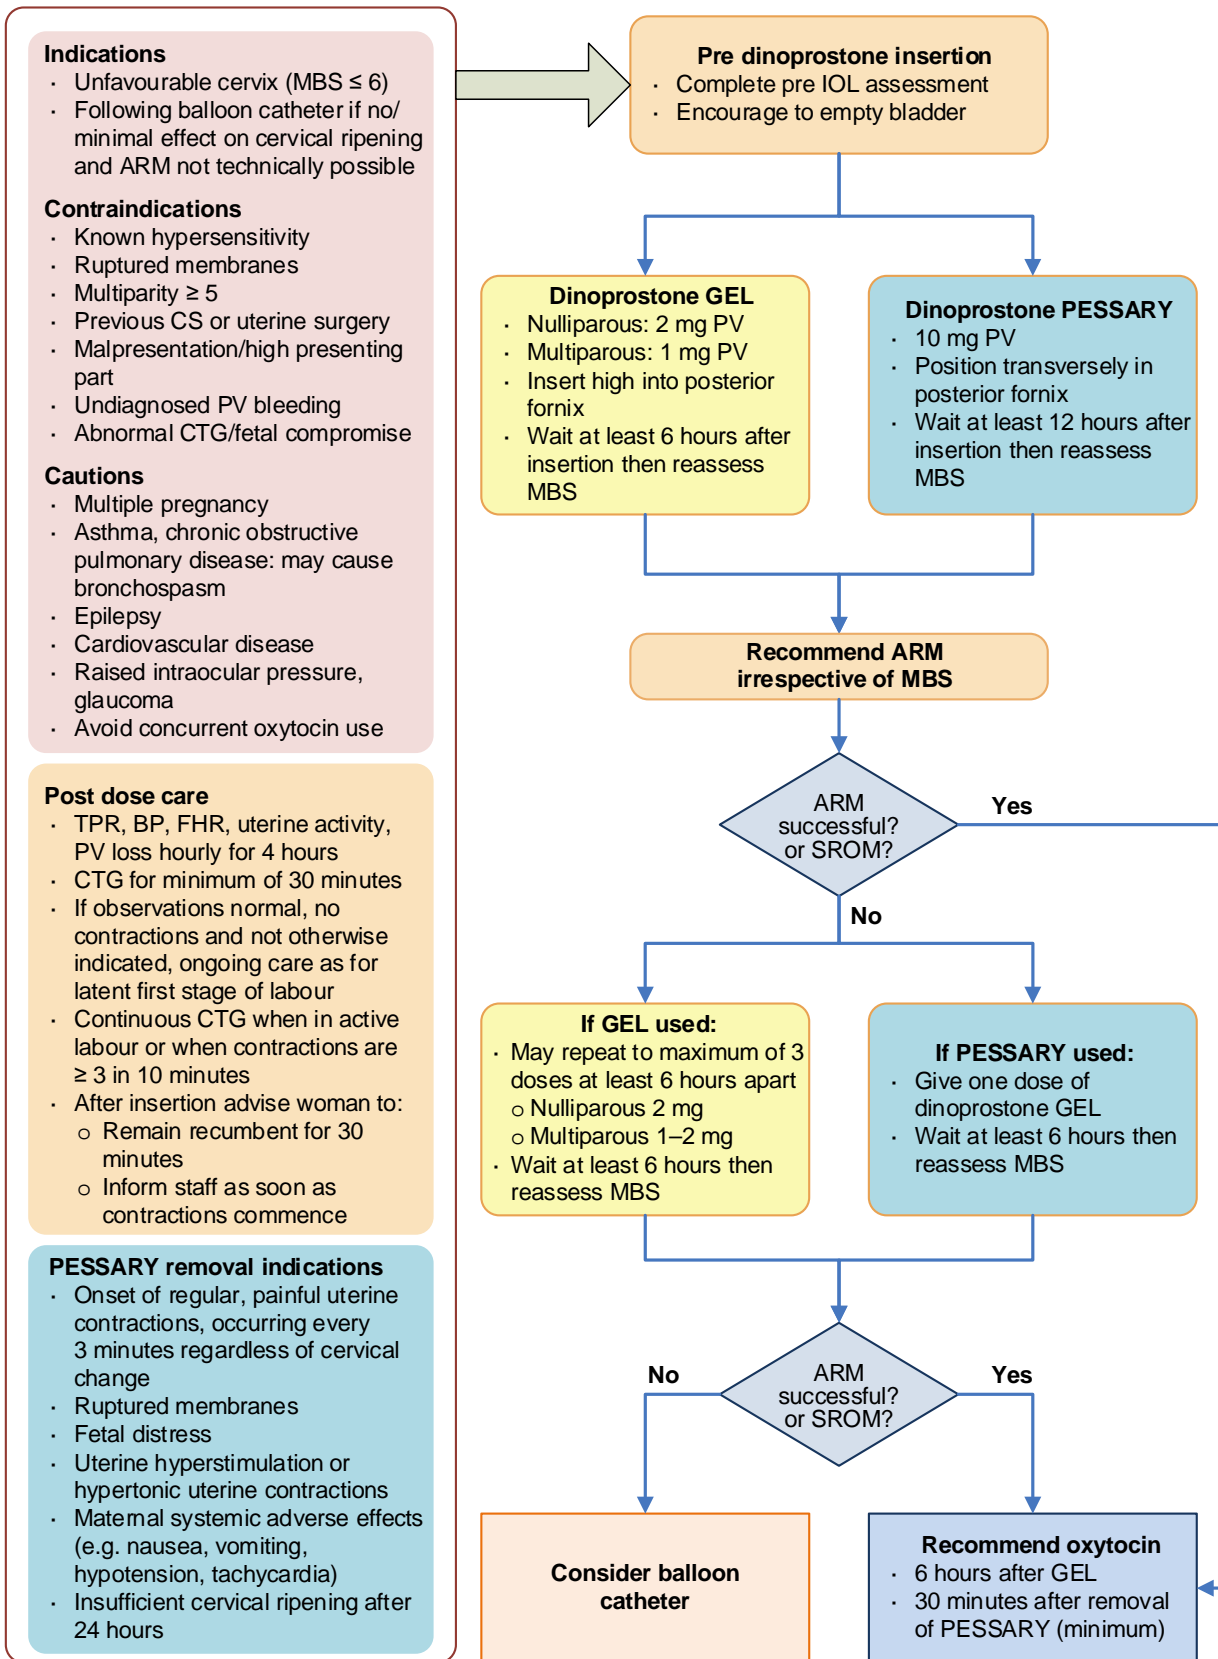 Indications
· Unfavourable cervix (MBS ≤ 6)
· Following balloon catheter if no/
minimal effect on cervical ripening
and ARM not technically possible
Contraindications
· Known hypersensitivity
· Ruptured membranes
· Multiparity ≥ 5
· Previous CS or uterine surgery
· Malpresentation/high presenting
part
· Undiagnosed PV bleeding
· Abnormal CTG/fetal compromise
Cautions
· Multiple pregnancy
· Asthma, chronic obstructive
pulmonary disease: may cause
bronchospasm
· Epilepsy
· Cardiovascular disease
· Raised intraocular pressure,
glaucoma
· Avoid concurrent oxytocin use
Post dose care
· TPR, BP, FHR, uterine activity,
PV loss hourly for 4 hours
· CTG for minimum of 30 minutes
· If observations normal, no
contractions and not otherwise
indicated, ongoing care as for
latent first stage of labour
· Continuous CTG when in active
labour or when contractions are
≥ 3 in 10 minutes
· After insertion advise woman to:
o Remain recumbent for 30
minutes
o Inform staff as soon as
contractions commence
PESSARY removal indications
· Onset of regular, painful uterine
contractions, occurring every
3 minutes regardless of cervical
change
· Ruptured membranes
· Fetal distress
· Uterine hyperstimulation or
hypertonic uterine contractions
· Maternal systemic adverse effects
(e.g. nausea, vomiting,
hypotension, tachycardia)
· Insufficient cervical ripening after
24 hours
Pre dinoprostone insertion
· Complete pre IOL assessment
· Encourage to empty bladder
Dinoprostone GEL
· Nulliparous: 2 mg PV
· Multiparous: 1 mg PV
· Insert high into posterior
fornix
· Wait at least 6 hours after
insertion then reassess
MBS
Dinoprostone PESSARY
· 10 mg PV
· Position transversely in
posterior fornix
· Wait at least 12 hours after
insertion then reassess
MBS
Recommend ARM
irrespective of MBS
ARM
successful?
or SROM?
Yes
No
If GEL used:
· May repeat to maximum of 3
doses at least 6 hours apart
o Nulliparous 2 mg
o Multiparous 1–2 mg
· Wait at least 6 hours then
reassess MBS
If PESSARY used:
· Give one dose of
dinoprostone GEL
· Wait at least 6 hours then
reassess MBS
No
ARM
successful?
or SROM?
Yes
Consider balloon
catheter
Recommend oxytocin
· 6 hours after GEL
· 30 minutes after removal
of PESSARY (minimum)